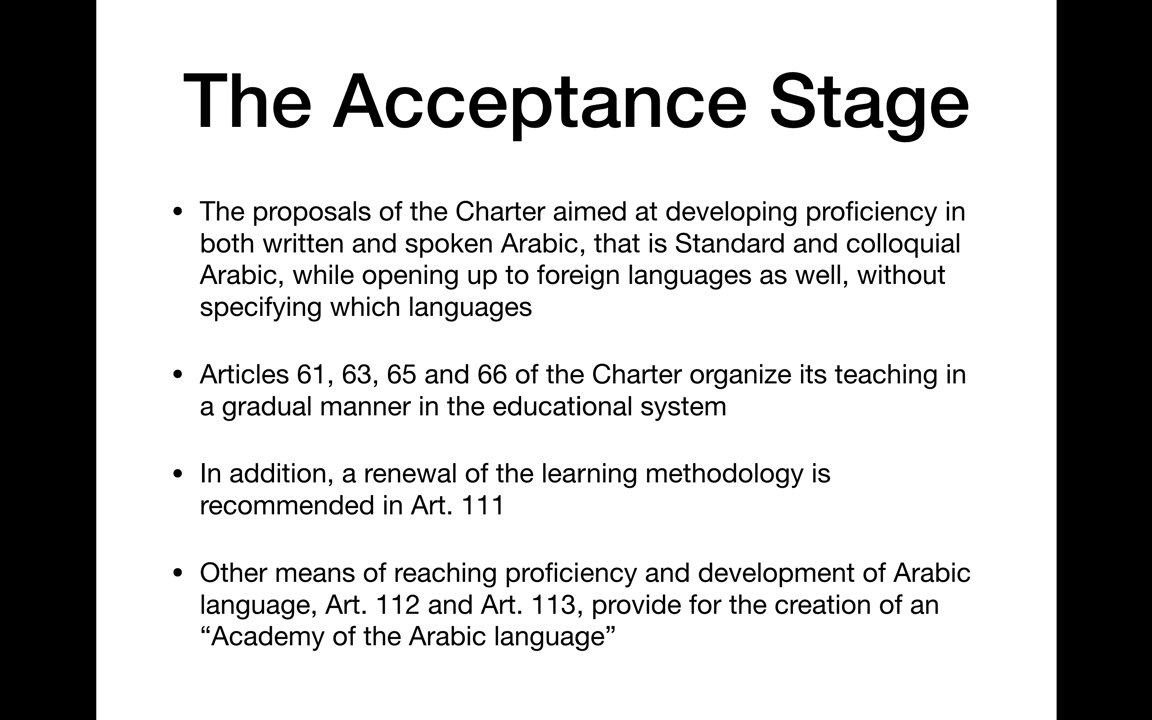 The Acceptance Stage
• The proposals of the Charter aimed at developing proficiency in
both written and spoken Arabic, that is Standard and colloquial
Arabic, while opening up to foreign languages as well, without
specifying which languages
• Articles 61, 63, 65 and 66 of the Charter organize its teaching in
a gradual manner in the educational system
• In addition, a renewal of the learning methodology is
recommended in Art. 111
• Other means of reaching proficiency and development of Arabic
language, Art. 112 and Art. 113, provide for the creation of an
“Academy of the Arabic language”